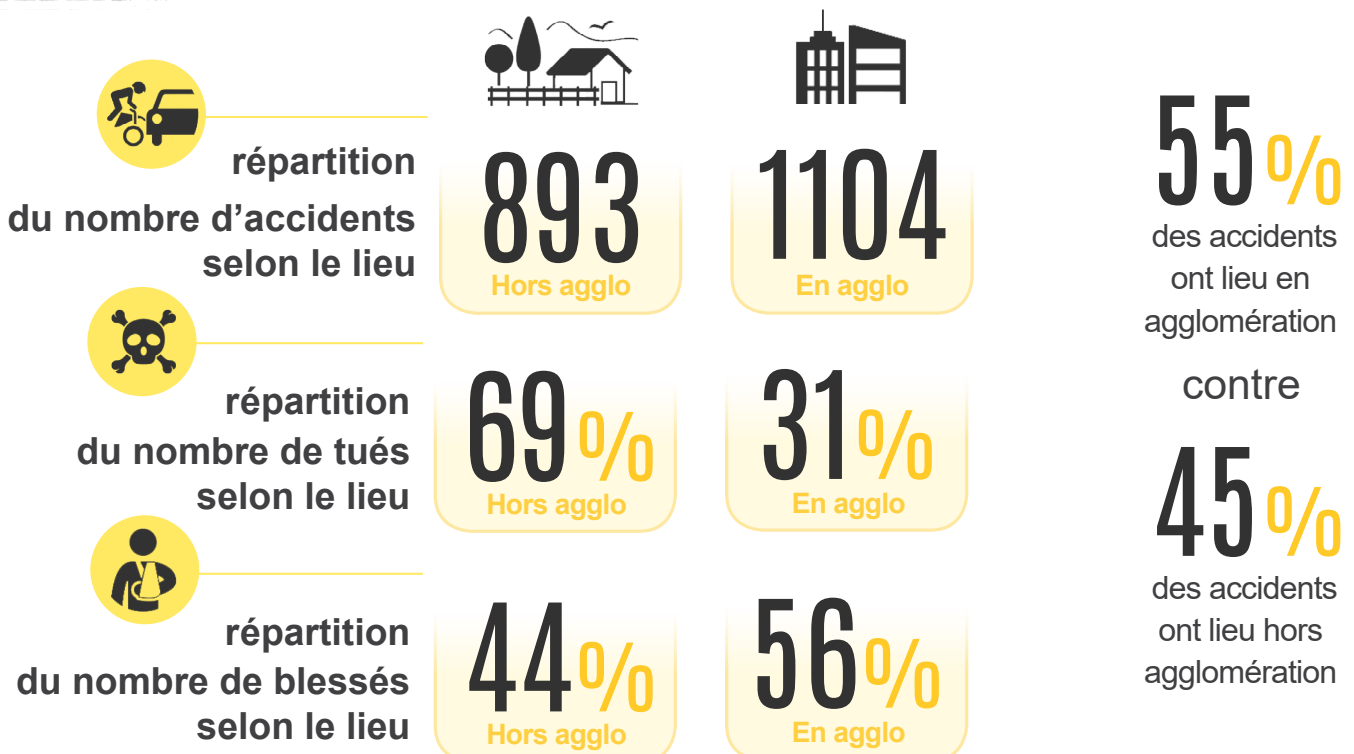 répartition
du nombre d'accidents
selon le lieu
893
Hors agglo
1104
En agglo
répartition
du nombre de tués
selon le lieu
69%
Hors agglo
31%
En agglo
répartition
du nombre de blessés
selon le lieu
44%
Hors agglo
56%
En agglo
55%
des accidents
ont lieu en
agglomération
contre
45%
des accidents
ont lieu hors
agglomération